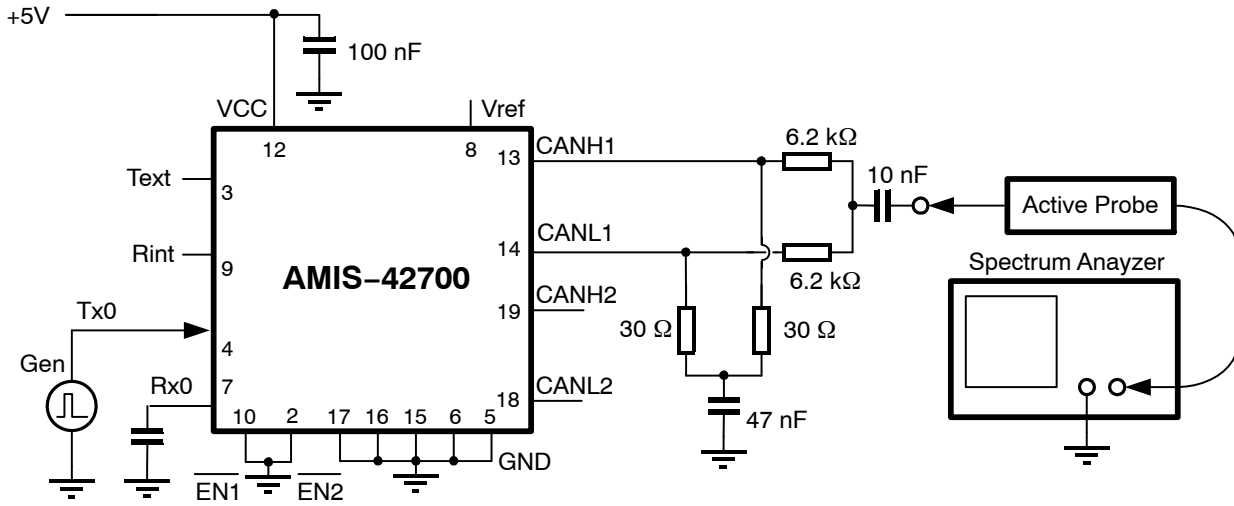 +5V
100 nF
VCC
Vref
12
8
13
CANH1
6.2 kΩ
10 nF
Active Probe
Text
3
Rint
9
AMIS−42700
14
CANL1
6.2 kΩ
Spectrum Anayzer
19
CANH2
Tx0
4
30 Ω
30 Ω
Gen
Rx0
7
18
CANL2
10
2
17
16
15
6
5
47 nF
GND
EN1
EN2